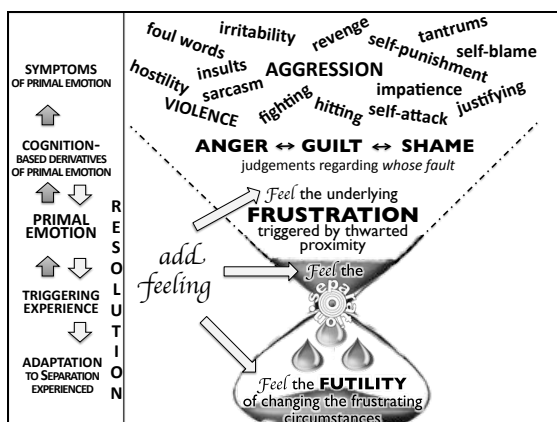 SYMPTOMS
OF PRIMAL EMOTION
COGNITION-
BASED DERIVATIVES
OF PRIMAL EMOTION
PRIMAL
EMOTION
TRIGGERING
EXPERIENCE
ADAPTATION
TO SEPARATION
EXPERIENCED
RESOLUTION
foul words
irritability
revenge
tantrums
self-punishment
self-blame
hostility
insults
AGGRESSION
sarcasm
impatience
VIOLENCE
fighting
hitting
self-attack
justifying
ANGER ↔ GUILT ↔ SHAME
judgements regarding whose fault
Feel the underlying
FRUSTRATION
triggered by thwarted
proximity
add
feeling
Feel the
separation
Feel the FUTILITY
of changing the frustrating
circumstances